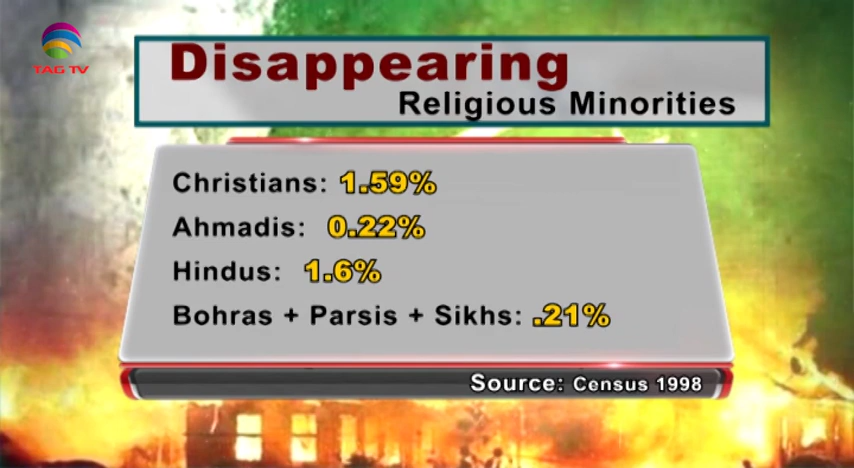 TAG TV
Disappearing
Religious Minorities
Christians: 1.59%
Ahmadis: 0.22%
Hindus: 1.6%
Bohras + Parsis + Sikhs: .21%
Source: Census 1998